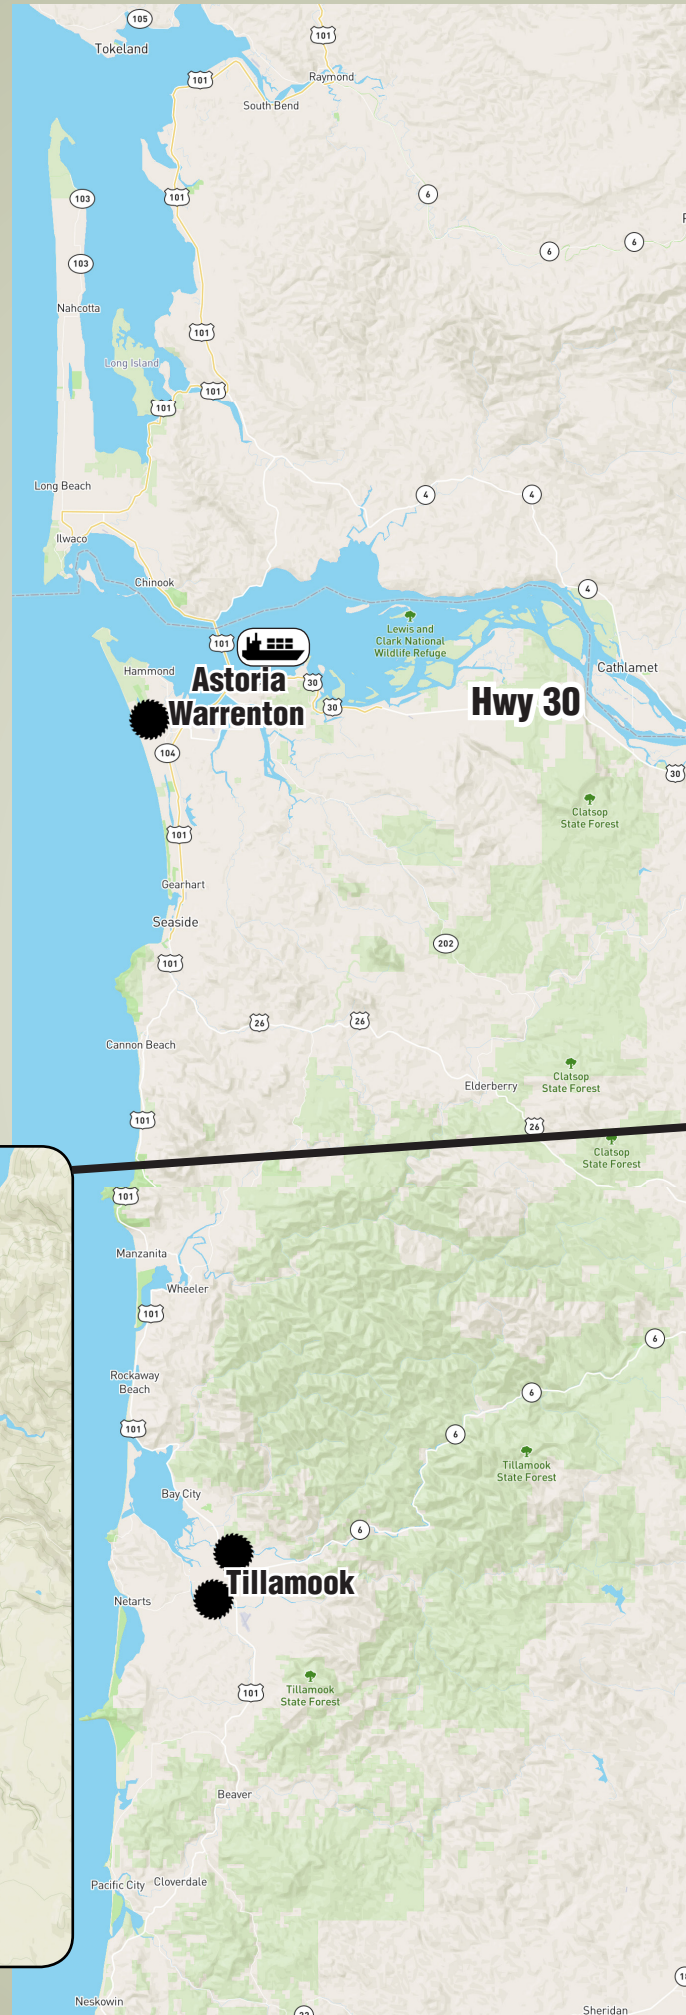 105
Tokeland
101
Raymond
101
South Bend
6
103
101
6
6
103
Nahcotta
101
Long Island
101
101
Long Beach
4
4
Ilwaco
Chinook
4
Lewis and
Clark National
Wildlife Refuge
101
Hammond
Cathlamet
Astoria
30
Hwy 30
Warrenton
30
104
30
Clatsop
State Forest
101
Gearhart
Seaside
202
101
26
26
Cannon Beach
Clatsop
State Forest
Elderberry
101
26
Clatsop
State Forest
101
Manzanita
Wheeler
101
6
Rockaway
Beach
6
101
6
Tillamook
State Forest
Bay City
6
Tillamook
Netarts
101
Tillamook
State Forest
Beaver
Pacific City
Cloverdale
Neskowin
Sheridan